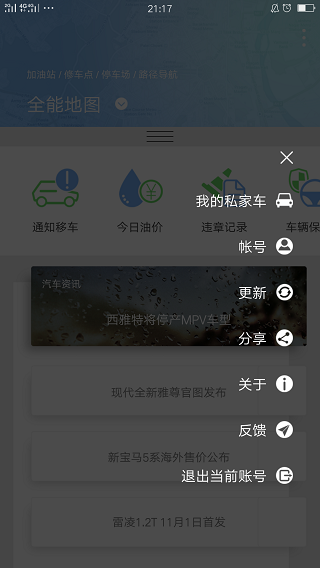 21:17
加油站 / 修车点 / 停车场 / 路径导航
全能地图
我的私家车
通知移车
今日油价
违章记录
车辆保
帐号
汽车资讯
更新
西雅特将停产MPV车型
分享
关于
现代全新雅尊官图发布
反馈
新宝马5系海外售价公布
退出当前账号
雷凌1.2T 11月1日首发